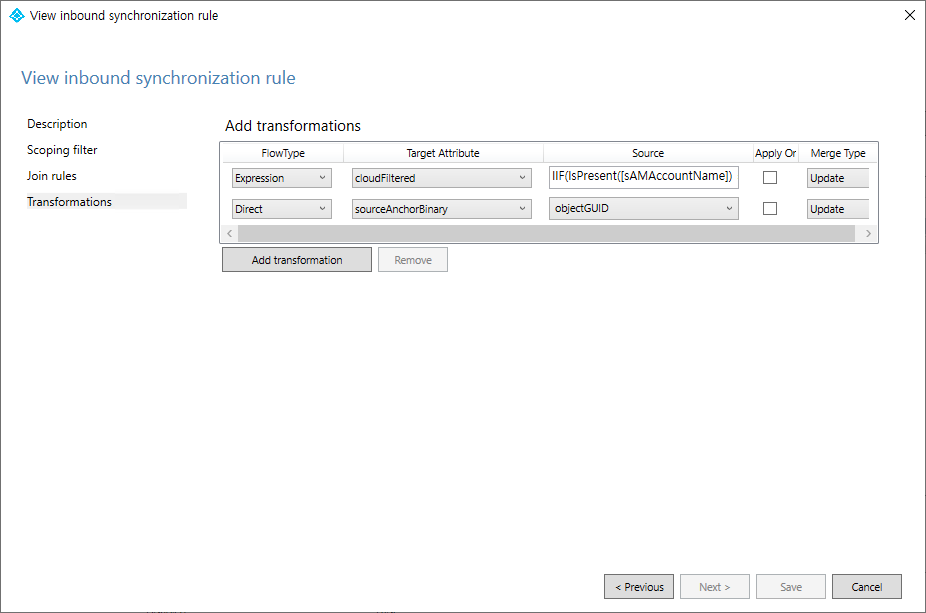 View inbound synchronization rule
View inbound synchronization rule
Description
Scoping filter
Join rules
Transformations
Add transformations
FlowType Target Attribute Source Apply Or Merge Type
Expression cloudFiltered IIF(IsPresent([sAMAccountName]) Update
Direct sourceAnchorBinary objectGUID Update
Add transformation Remove
< Previous Next > Save Cancel